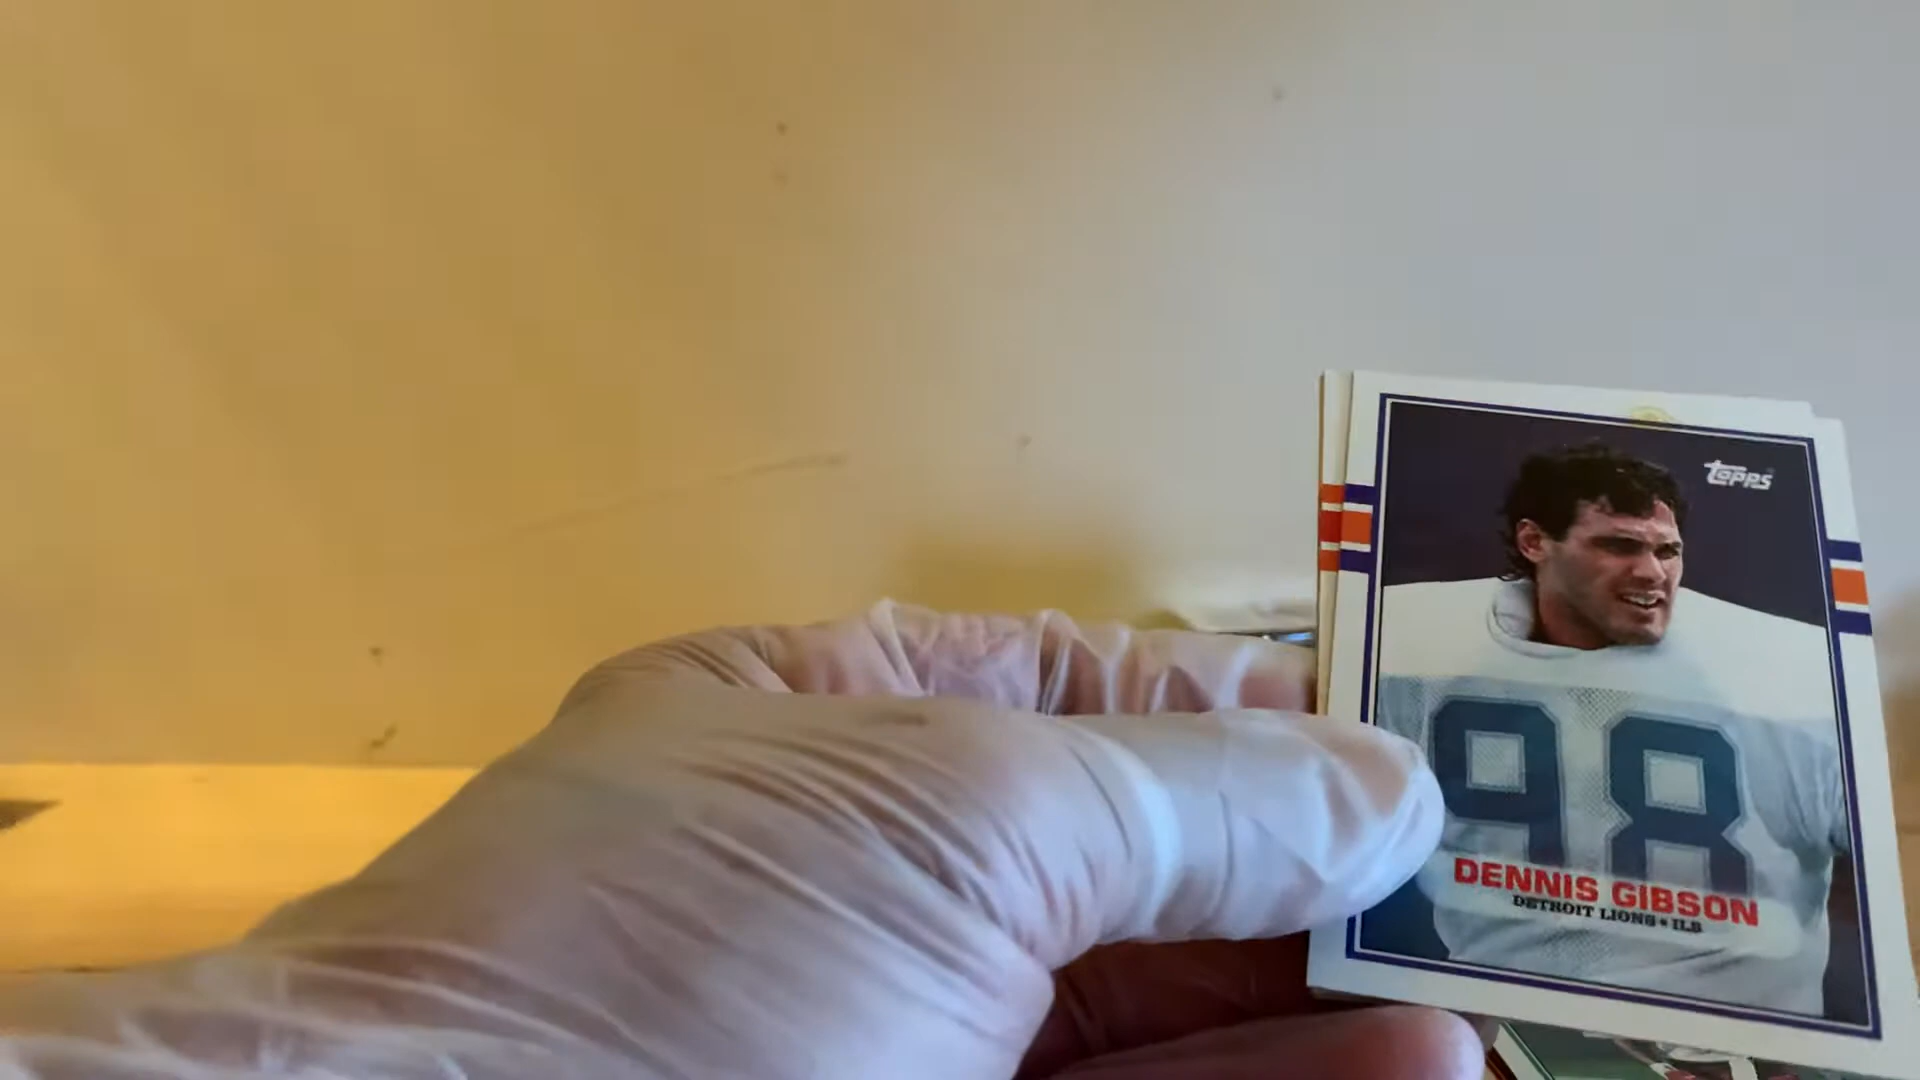 TOPPS
98
DENNIS GIBSON
DETROIT LIONS • ILB